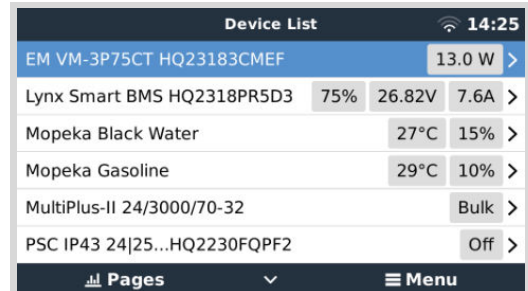 Device List 14:25
EM VM-3P75CT HQ23183CMEF 13.0 W
Lynx Smart BMS HQ2318PR5D3 75% 26.82V 7.6A
Mopeka Black Water 27°C 15%
Mopeka Gasoline 29°C 10%
MultiPlus-II 24/3000/70-32 Bulk
PSC IP43 24|25...HQ2230FQPF2 Off
Pages Menu